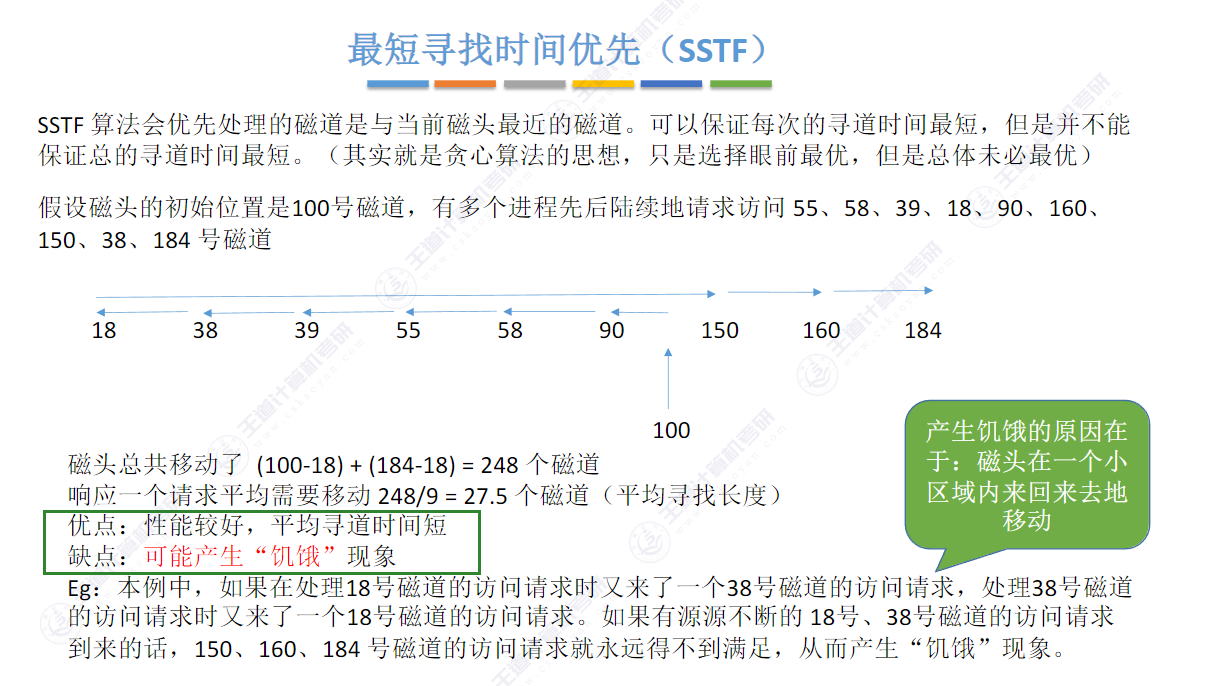 最短寻找时间优先（SSTF）
SSTF 算法会优先处理的磁道是与当前磁头最近的磁道。可以保证每次的寻道时间最短，但是并不能
保证总的寻道时间最短。（其实就是贪心算法的思想，只是选择眼前最优，但是总体未必最优）
假设磁头的初始位置是100号磁道，有多个进程先后陆续地请求访问 55、58、39、18、90、160、
150、38、184 号磁道
18 38 39 55 58 90 150 160 184
100
产生饥饿的原因在
于：磁头在一个小
区域内来回来去地
移动
磁头总共移动了 (100-18) + (184-18) = 248 个磁道
响应一个请求平均需要移动 248/9 = 27.5 个磁道（平均寻找长度）
优点：性能较好，平均寻道时间短
缺点：可能产生“饥饿”现象
Eg：本例中，如果在处理18号磁道的访问请求时又来了一个38号磁道的访问请求，处理38号磁道
的访问请求时又来了一个18号磁道的访问请求。如果有源源不断的 18号、38号磁道的访问请求
到来的话，150、160、184 号磁道的访问请求就永远得不到满足，从而产生“饥饿”现象。
王道计算机考研
www.cskaoyan.com